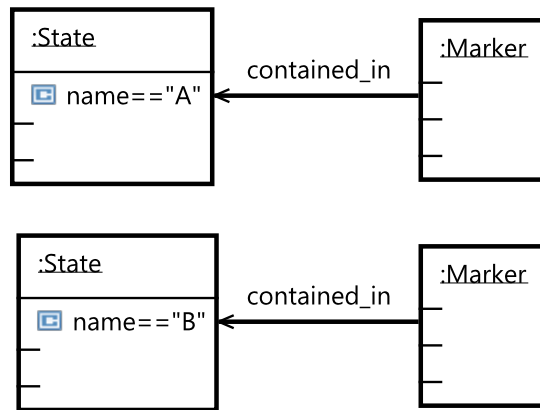 :State
:Marker
contained_in
name=="A"
:State
:Marker
contained_in
name=="B"